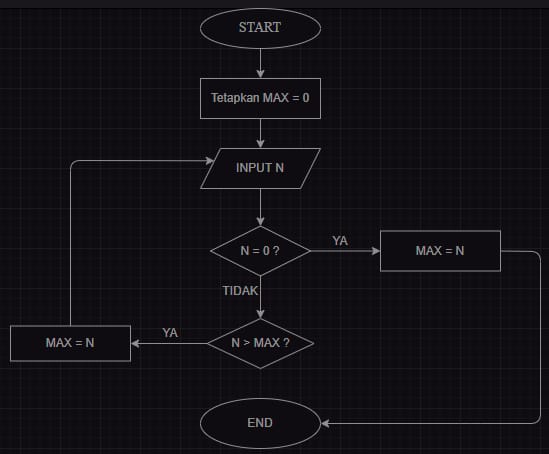 START
Tetapkan MAX = 0
INPUT N
N = 0 ?
YA
MAX = N
TIDAK
N > MAX ?
YA
MAX = N
END